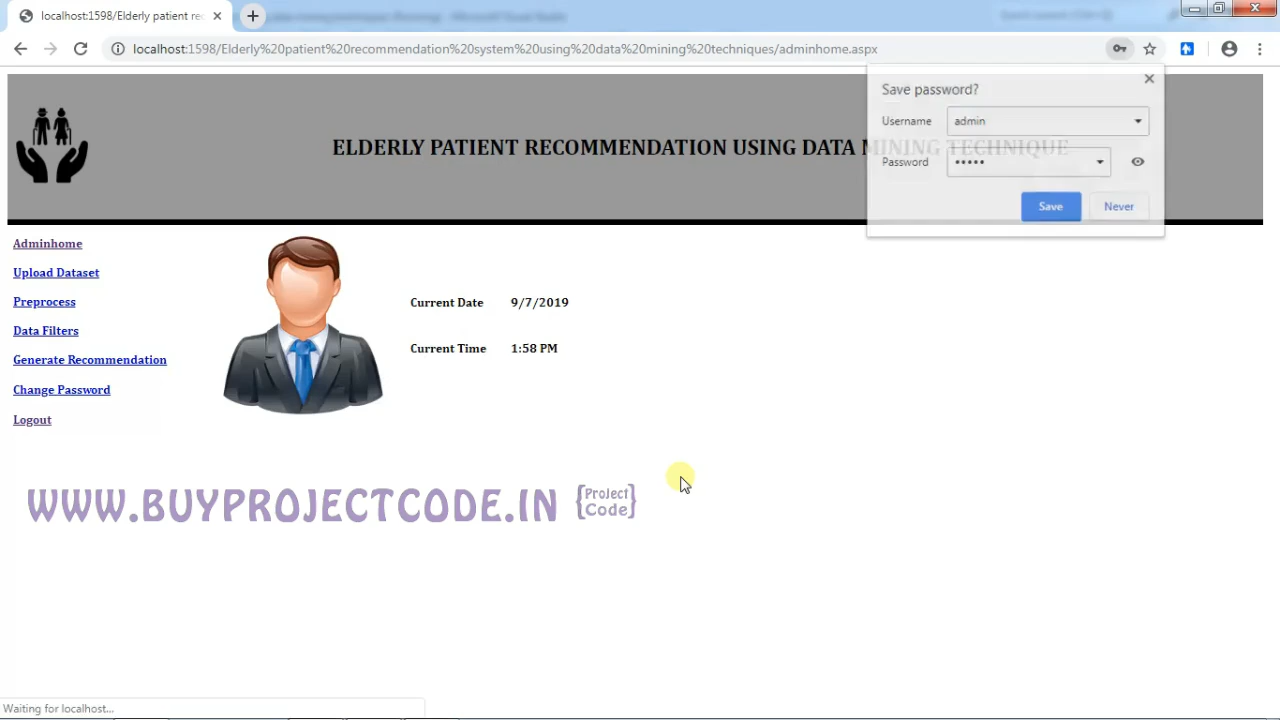 localhost:1598/Elderly patient rec
localhost:1598/Elderly%20patient%20recommendation%20system%20using%20data%20mining%20techniques/adminhome.aspx
Save password?
Username admin
Password •••••
Save Never
ELDERLY PATIENT RECOMMENDATION USING DATA MINING TECHNIQUE
Adminhome
Upload Dataset
Preprocess
Data Filters
Generate Recommendation
Change Password
Logout
Current Date 9/7/2019
Current Time 1:58 PM
WWW.BUYPROJECTCODE.IN {Project Code}
Waiting for localhost...